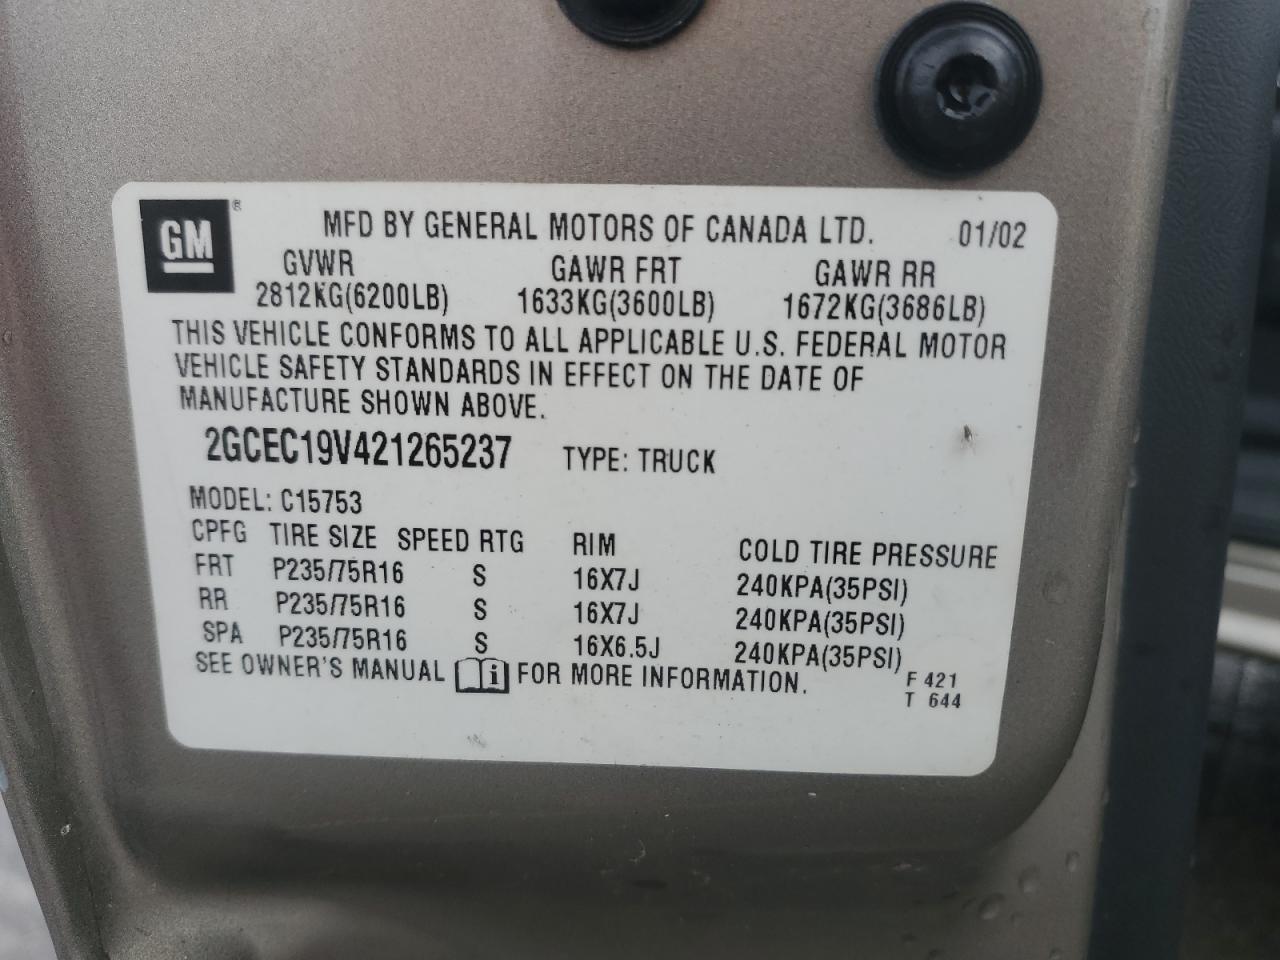 GM ®
MFD BY GENERAL MOTORS OF CANADA LTD. 01/02
GVWR GAWR FRT GAWR RR
2812KG(6200LB) 1633KG(3600LB) 1672KG(3686LB)
THIS VEHICLE CONFORMS TO ALL APPLICABLE U.S. FEDERAL MOTOR
VEHICLE SAFETY STANDARDS IN EFFECT ON THE DATE OF
MANUFACTURE SHOWN ABOVE.
2GCEC19V421265237 TYPE: TRUCK
MODEL: C15753
CPFG TIRE SIZE SPEED RTG RIM COLD TIRE PRESSURE
FRT P235/75R16 S 16X7J 240KPA(35PSI)
RR P235/75R16 S 16X7J 240KPA(35PSI)
SPA P235/75R16 S 16X6.5J 240KPA(35PSI)
SEE OWNER'S MANUAL i FOR MORE INFORMATION. F 421
T 644